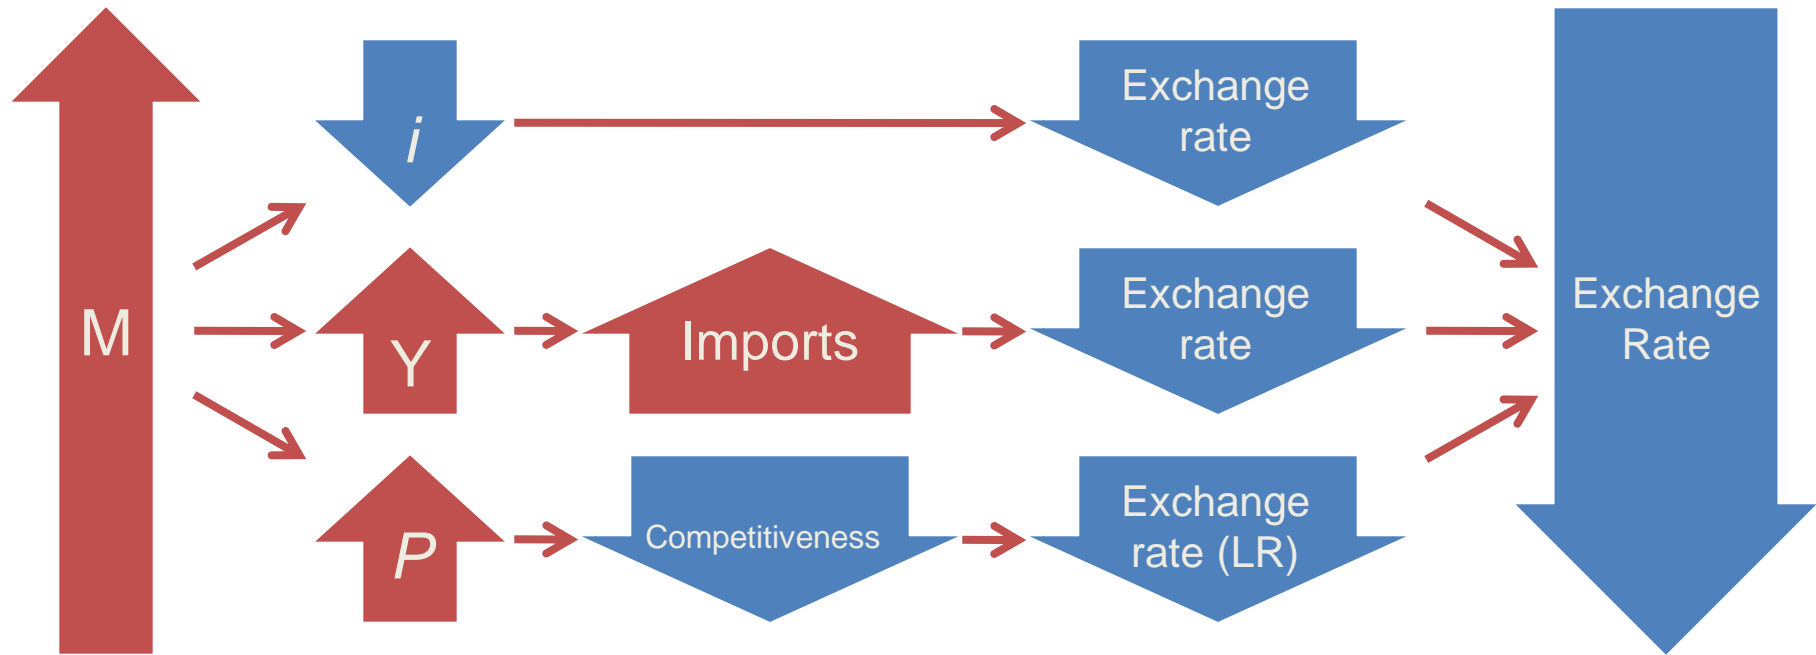 M
i
Exchange
rate
Y
Imports
Exchange
rate
P
Competitiveness
Exchange
rate (LR)
Exchange
Rate